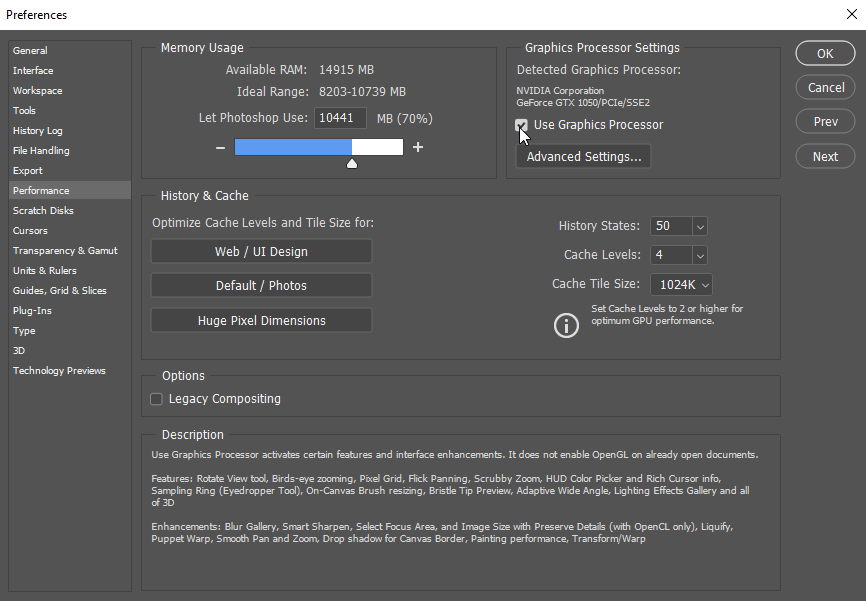 Preferences
General
Interface
Workspace
Tools
History Log
File Handling
Export
Performance
Scratch Disks
Cursors
Transparency & Gamut
Units & Rulers
Guides, Grid & Slices
Plug-Ins
Type
3D
Technology Previews
Memory Usage
Available RAM: 14915 MB
Ideal Range: 8203-10739 MB
Let Photoshop Use: 10441 MB (70%)
− +
Graphics Processor Settings
Detected Graphics Processor:
NVIDIA Corporation
GeForce GTX 1050/PCIe/SSE2
Use Graphics Processor
Advanced Settings...
OK
Cancel
Prev
Next
History & Cache
Optimize Cache Levels and Tile Size for:
Web / UI Design
Default / Photos
Huge Pixel Dimensions
History States: 50
Cache Levels: 4
Cache Tile Size: 1024K
Set Cache Levels to 2 or higher for
optimum GPU performance.
Options
Legacy Compositing
Description
Use Graphics Processor activates certain features and interface enhancements. It does not enable OpenGL on already open documents.
Features: Rotate View tool, Birds-eye zooming, Pixel Grid, Flick Panning, Scrubby Zoom, HUD Color Picker and Rich Cursor info,
Sampling Ring (Eyedropper Tool), On-Canvas Brush resizing, Bristle Tip Preview, Adaptive Wide Angle, Lighting Effects Gallery and all
of 3D
Enhancements: Blur Gallery, Smart Sharpen, Select Focus Area, and Image Size with Preserve Details (with OpenCL only), Liquify,
Puppet Warp, Smooth Pan and Zoom, Drop shadow for Canvas Border, Painting performance, Transform/Warp